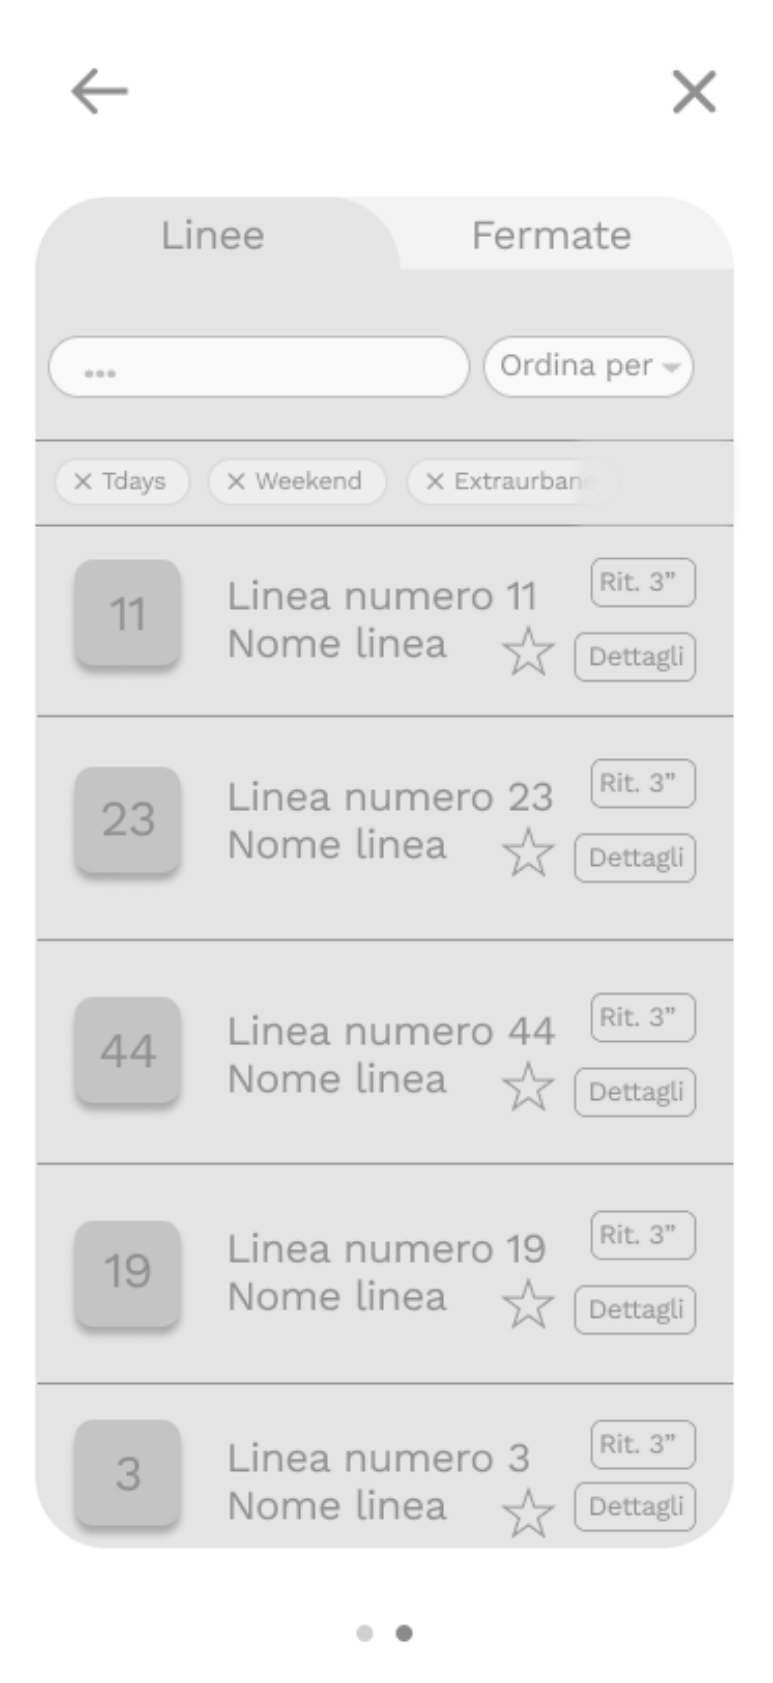 Linee
Fermate
...
Ordina per
Tdays
Weekend
Extraurbane
11
Linea numero 11
Nome linea
Rit. 3”
Dettagli
23
Linea numero 23
Nome linea
Rit. 3”
Dettagli
44
Linea numero 44
Nome linea
Rit. 3”
Dettagli
19
Linea numero 19
Nome linea
Rit. 3”
Dettagli
3
Linea numero 3
Nome linea
Rit. 3”
Dettagli